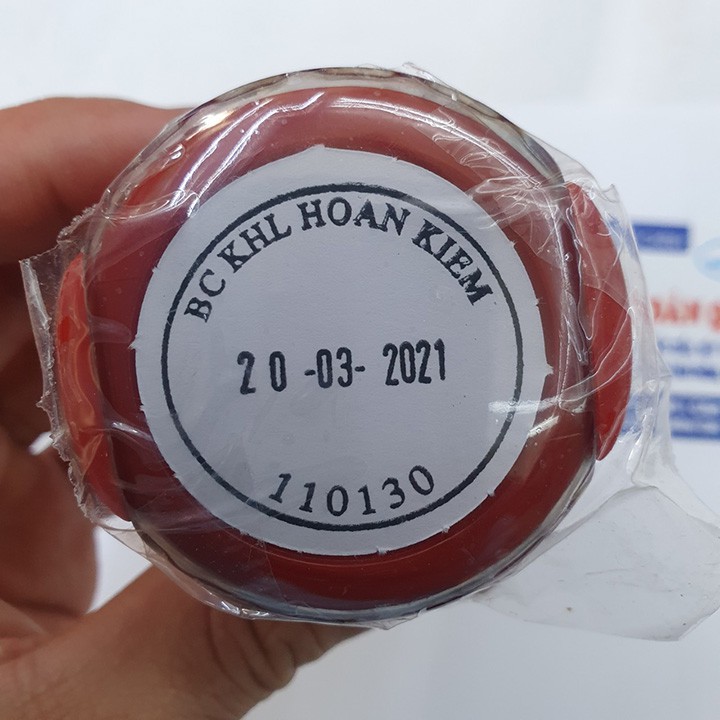 BC KHL HOAN KIEM
20 -03- 2021
110130